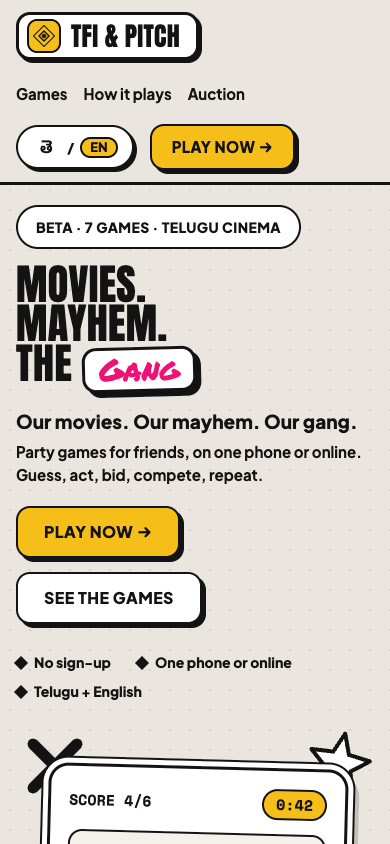 TFI & PITCH
Games How it plays Auction
తె / EN PLAY NOW →
BETA · 7 GAMES · TELUGU CINEMA
MOVIES.
MAYHEM.
THE GANG
Our movies. Our mayhem. Our gang.
Party games for friends, on one phone or online.
Guess, act, bid, compete, repeat.
PLAY NOW →
SEE THE GAMES
◆ No sign-up ◆ One phone or online
◆ Telugu + English
SCORE 4/6 0:42